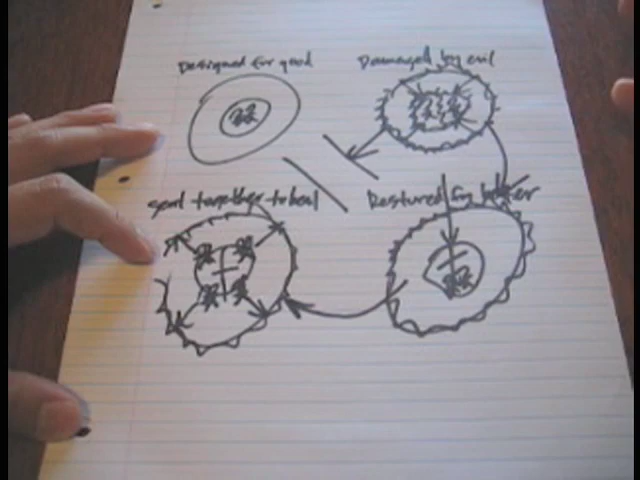 Designed for good
Damaged by evil
Sent together to heal
Restored for better